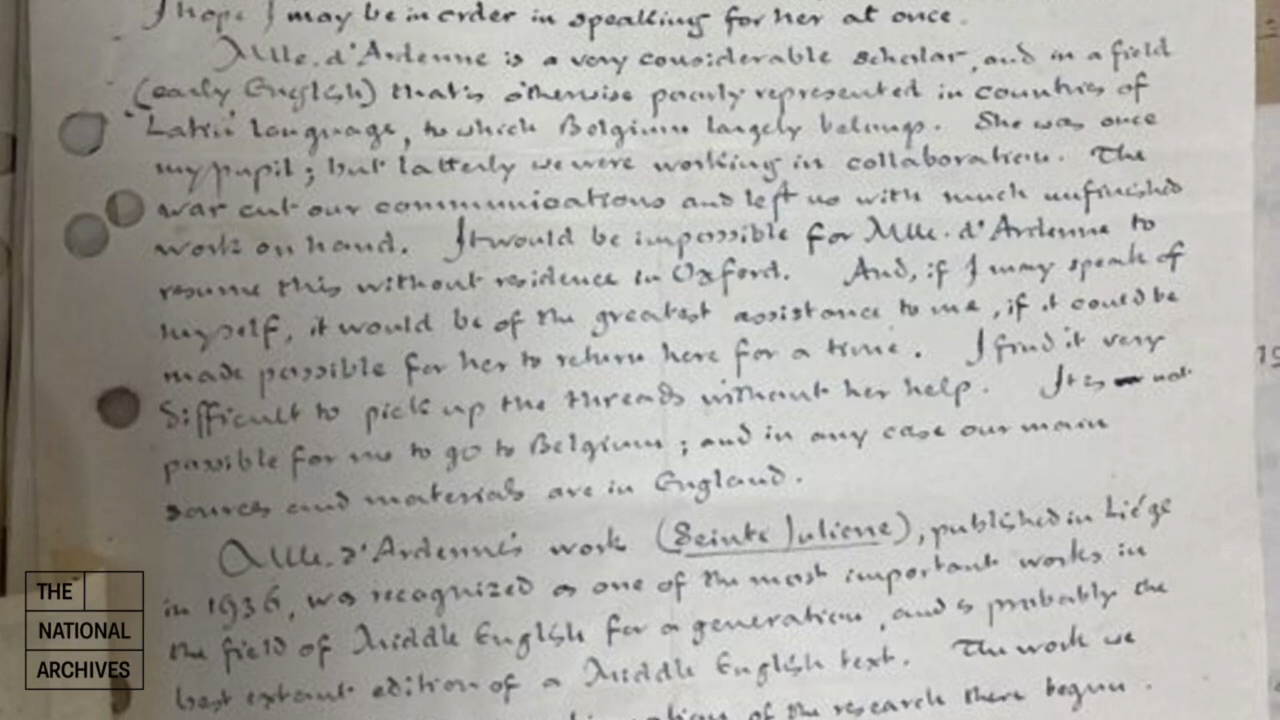 I hope I may be in order in speaking for her at once.
Mlle. d'Ardenne is a very considerable scholar, and in a field
(early English) that is otherwise poorly represented in countries of
'Latin' language, to which Belgium largely belongs. She was once
my pupil; but latterly we were working in collaboration. The
war cut our communications and left us with much unfinished
work on hand. It would be impossible for Mlle. d'Ardenne to
resume this without residence in Oxford. And, if I may speak of
myself, it would be of the greatest assistance to me, if it could be
made possible for her to return here for a time. I find it very
difficult to pick up the threads without her help. It is not
possible for me to go to Belgium; and in any case our main
sources and materials are in England.
Mlle. d'Ardenne's work (Seinte Juliene), published in Liége
in 1936, was recognized as one of the most important works in
the field of Middle English for a generation, and is probably the
best extant edition of a Middle English text. The work we
of the research there begun.
THE
NATIONAL
ARCHIVES